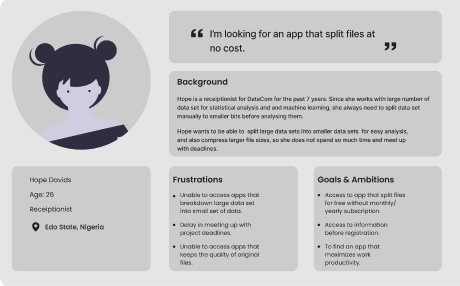 I'm looking for an app that split files at
no cost.
Background
Hope is a receiptionist for DataCom for the past 7 years. Since she works with large number of
data set for statistical analysis and and machine learning, she always need to split data set
manually to smaller bits before analysing them.
Hope wants to be able to split large data sets into smaller data sets for easy analysis,
and also compress larger file sizes, so she does not spend so much time and meet up
with deadlines.
Hope Davids
Age: 26
Receiptionist
Edo State, Nigeria
Frustrations
Unable to access apps that
breakdown large data set
into small set of data.
Delay in meeting up with
project deadlines.
Unable to access apps that
keeps the quality of original
files.
Goals & Ambitions
Access to app that split files
for free without monthly/
yearly subscription.
Access to information
before registration.
To find an app that
maximizes work
productivity.